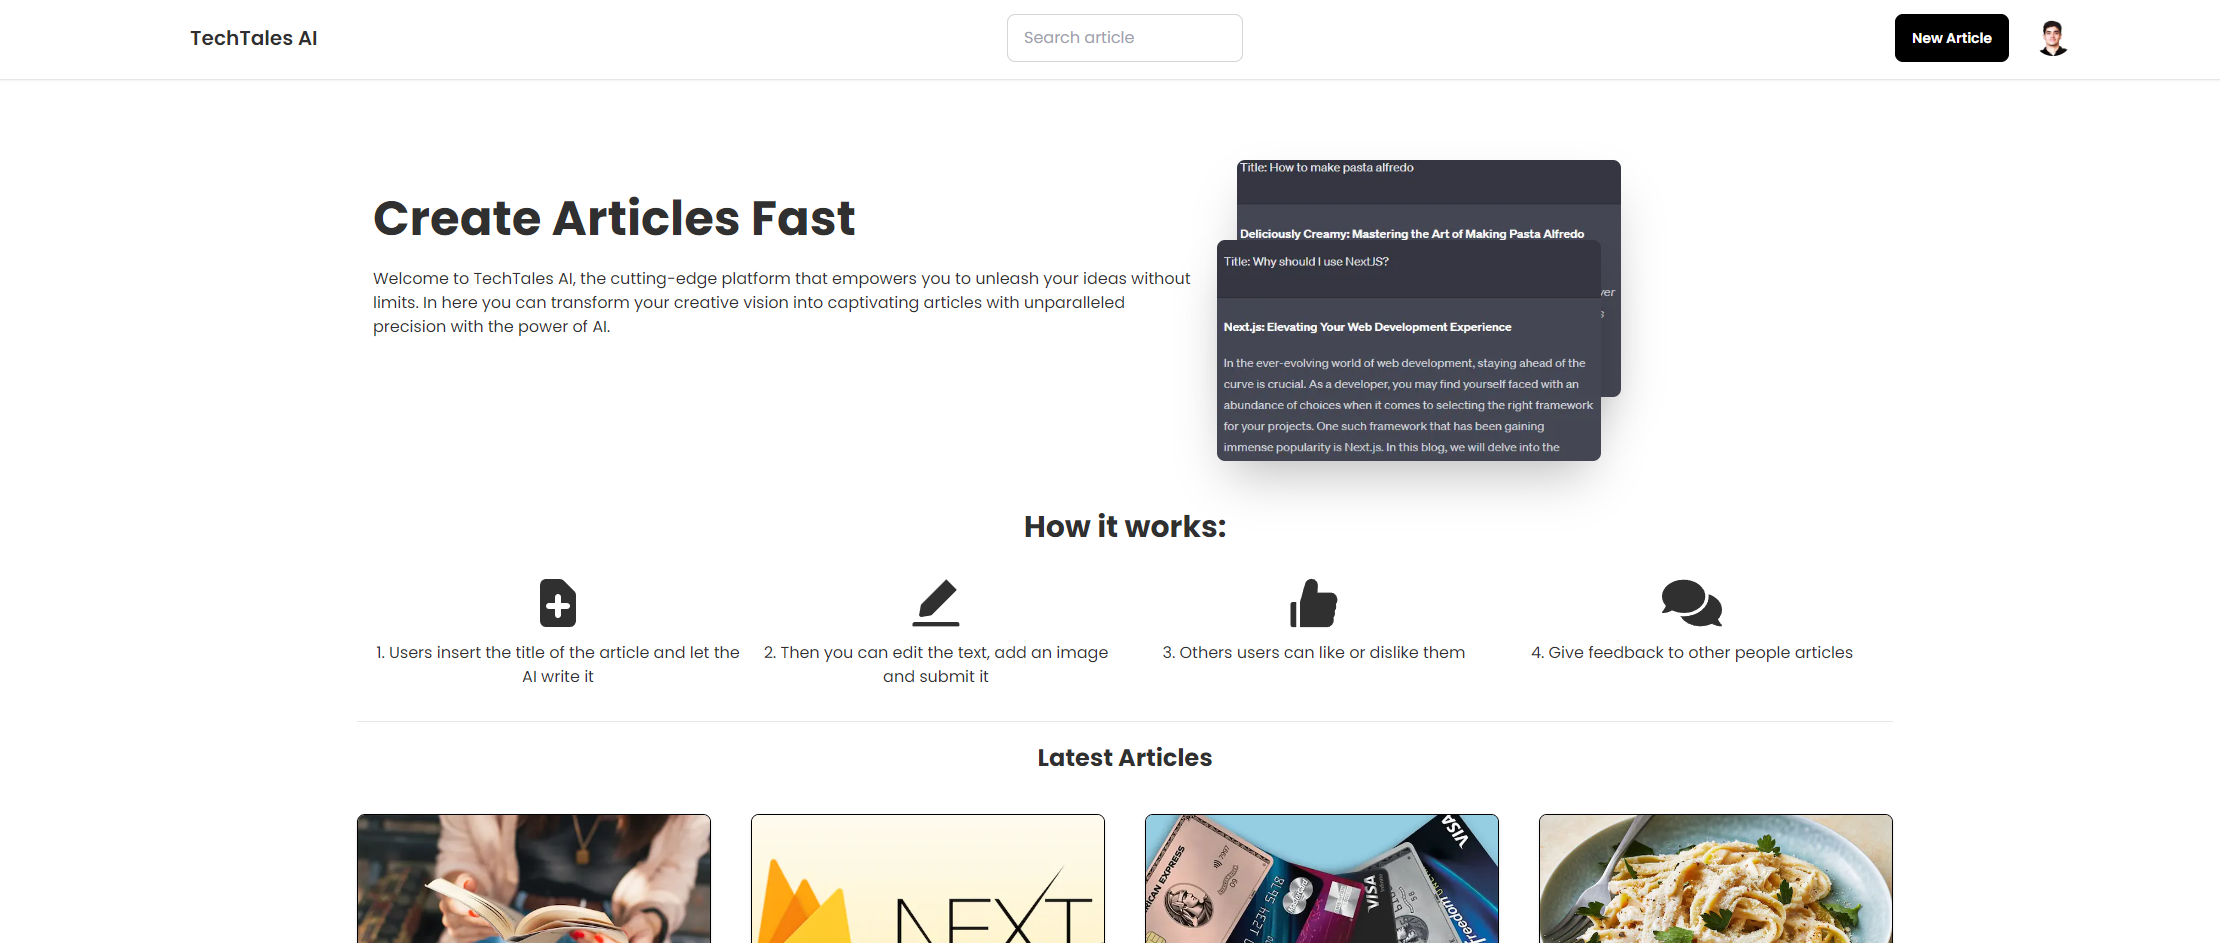 TechTales AI
Search article
New Article
Create Articles Fast
Welcome to TechTales AI, the cutting-edge platform that empowers you to unleash your ideas without
limits. In here you can transform your creative vision into captivating articles with unparalleled
precision with the power of AI.
Title: How to make pasta alfredo
Deliciously Creamy: Mastering the Art of Making Pasta Alfredo
Title: Why should I use NextJS?
Next.js: Elevating Your Web Development Experience
In the ever-evolving world of web development, staying ahead of the
curve is crucial. As a developer, you may find yourself faced with an
abundance of choices when it comes to selecting the right framework
for your projects. One such framework that has been gaining
immense popularity is Next.js. In this blog, we will delve into the
How it works:
1. Users insert the title of the article and let the
AI write it
2. Then you can edit the text, add an image
and submit it
3. Others users can like or dislike them
4. Give feedback to other people articles
Latest Articles
NEXT
VISA
VISA
freedom